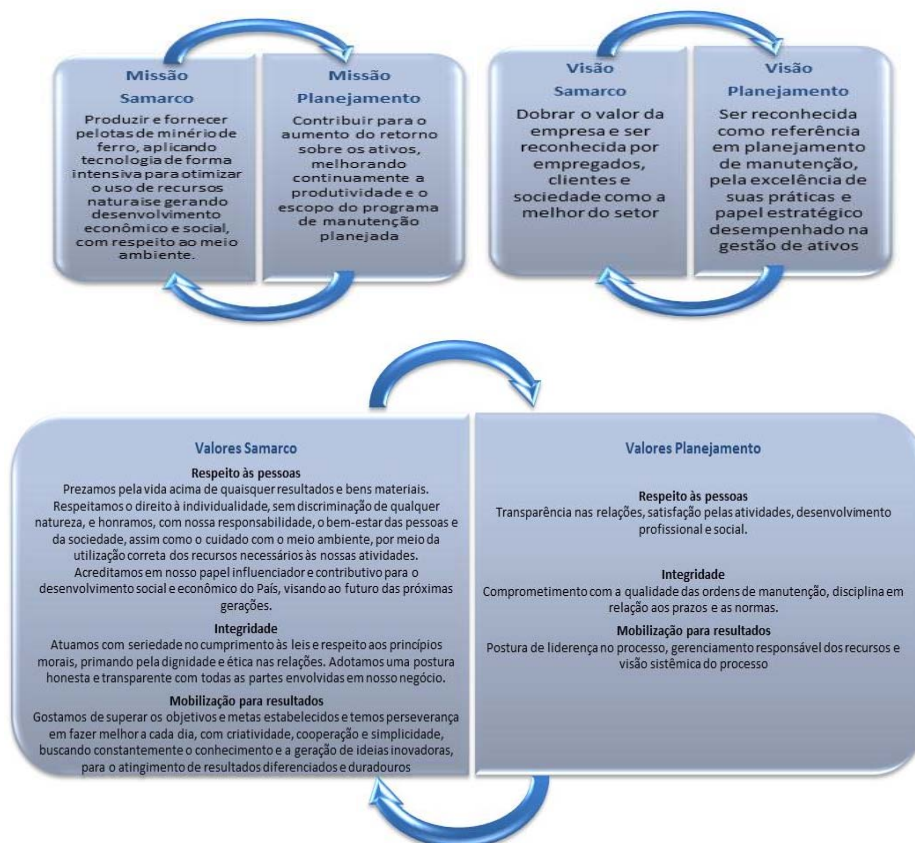 Missão
Samarco
Produzir e fornecer
pelotas de minério de
ferro, aplicando
tecnologia de forma
intensiva para otimizar
o uso de recursos
naturais e gerando
desenvolvimento
econômico e social,
com respeito ao meio
ambiente.
Missão
Planejamento
Contribuir para o
aumento do retorno
sobre os ativos,
melhorando
continuamente a
produtividade e o
escopo do programa
de manutenção
planejada
Visão
Samarco
Dobrar o valor da
empresa e ser
reconhecida por
empregados,
clientes e
sociedade como a
melhor do setor
Visão
Planejamento
Ser reconhecida
como referência
em planejamento
de manutenção,
pela excelência de
suas práticas e
papel estratégico
desempenhado na
gestão de ativos
Valores Samarco
Respeito às pessoas
Prezamos pela vida acima de quaisquer resultados e bens materiais.
Respeitamos o direito à individualidade, sem discriminação de qualquer
natureza, e honramos, com nossa responsabilidade, o bem-estar das pessoas e
da sociedade, assim como o cuidado com o meio ambiente, por meio da
utilização correta dos recursos necessários às nossas atividades.
Acreditamos em nosso papel influenciador e contributivo para o
desenvolvimento social e econômico do País, visando ao futuro das próximas
gerações.
Integridade
Atuamos com seriedade no cumprimento às leis e respeito aos princípios
morais, primando pela dignidade e ética nas relações. Adotamos uma postura
honesta e transparente com todas as partes envolvidas em nosso negócio.
Mobilização para resultados
Gostamos de superar os objetivos e metas estabelecidos e temos perseverança
em fazer melhor a cada dia, com criatividade, cooperação e simplicidade,
buscando constantemente o conhecimento e a geração de ideias inovadoras,
para o atingimento de resultados diferenciados e duradouros
Valores Planejamento
Respeito às pessoas
Transparência nas relações, satisfação pelas atividades, desenvolvimento
profissional e social.
Integridade
Comprometimento com a qualidade das ordens de manutenção, disciplina em
relação aos prazos e as normas.
Mobilização para resultados
Postura de liderença no processo, gerenciamento responsável dos recursos e
visão sistêmica do processo